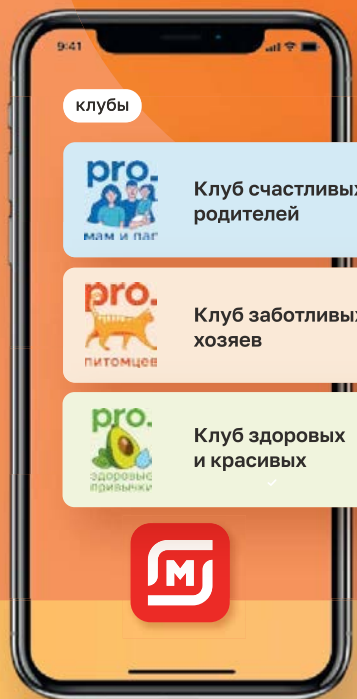 9:41
клубы
pro.
мам и пап
Клуб счастливых
родителей
pro.
питомцев
Клуб заботливых
хозяев
pro.
здоровые
привычки
Клуб здоровых
и красивых
М